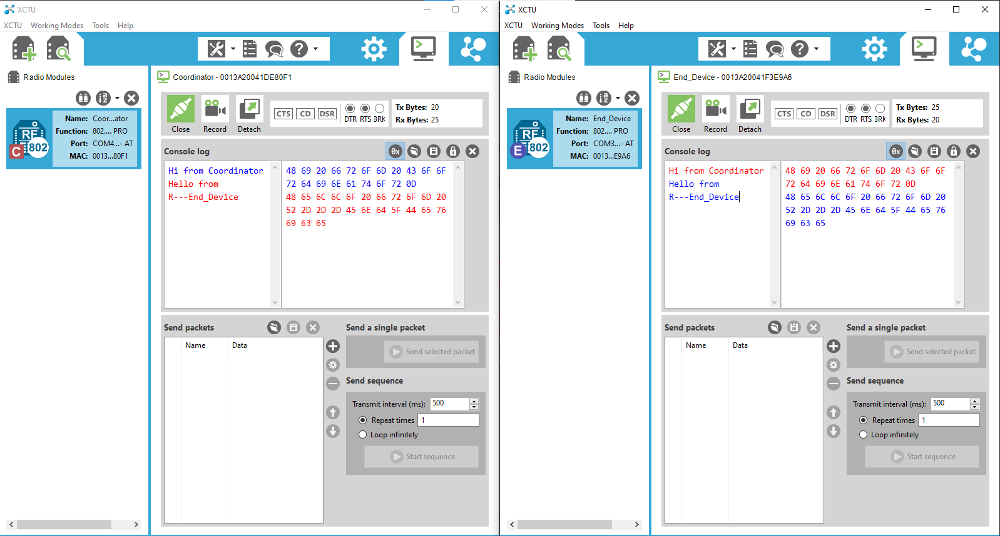 XCTU
XCTU Working Modes Tools Help
Radio Modules
Coordinator - 0013A20041DE80F1
Name: Coor...ator
Function: 802.... PRO
Port: COM4...- AT
MAC: 0013...80F1
RF
802
C
Close
Record
Detach
CTS CD DSR
DTR RTS BRK
Tx Bytes: 20
Rx Bytes: 25
Console log
0x
Hi from Coordinator
Hello from
R---End_Device
48 69 20 66 72 6F 6D 20 43 6F 6F
72 64 69 6E 61 74 6F 72 0D
48 65 6C 6C 6F 20 66 72 6F 6D 20
52 2D 2D 2D 45 6E 64 5F 44 65 76
69 63 65
Send packets
Name Data
Send a single packet
Send selected packet
Send sequence
Transmit interval (ms): 500
Repeat times 1
Loop infinitely
Start sequence
XCTU
XCTU Working Modes Tools Help
Radio Modules
End_Device - 0013A20041F3E9A6
Name: End_Device
Function: 802.... PRO
Port: COM3...- AT
MAC: 0013...E9A6
RF
802
E
Close
Record
Detach
CTS CD DSR
DTR RTS BRK
Tx Bytes: 25
Rx Bytes: 20
Console log
0x
Hi from Coordinator
Hello from
R---End_Device
48 69 20 66 72 6F 6D 20 43 6F 6F
72 64 69 6E 61 74 6F 72 0D
48 65 6C 6C 6F 20 66 72 6F 6D 20
52 2D 2D 2D 45 6E 64 5F 44 65 76
69 63 65
Send packets
Name Data
Send a single packet
Send selected packet
Send sequence
Transmit interval (ms): 500
Repeat times 1
Loop infinitely
Start sequence